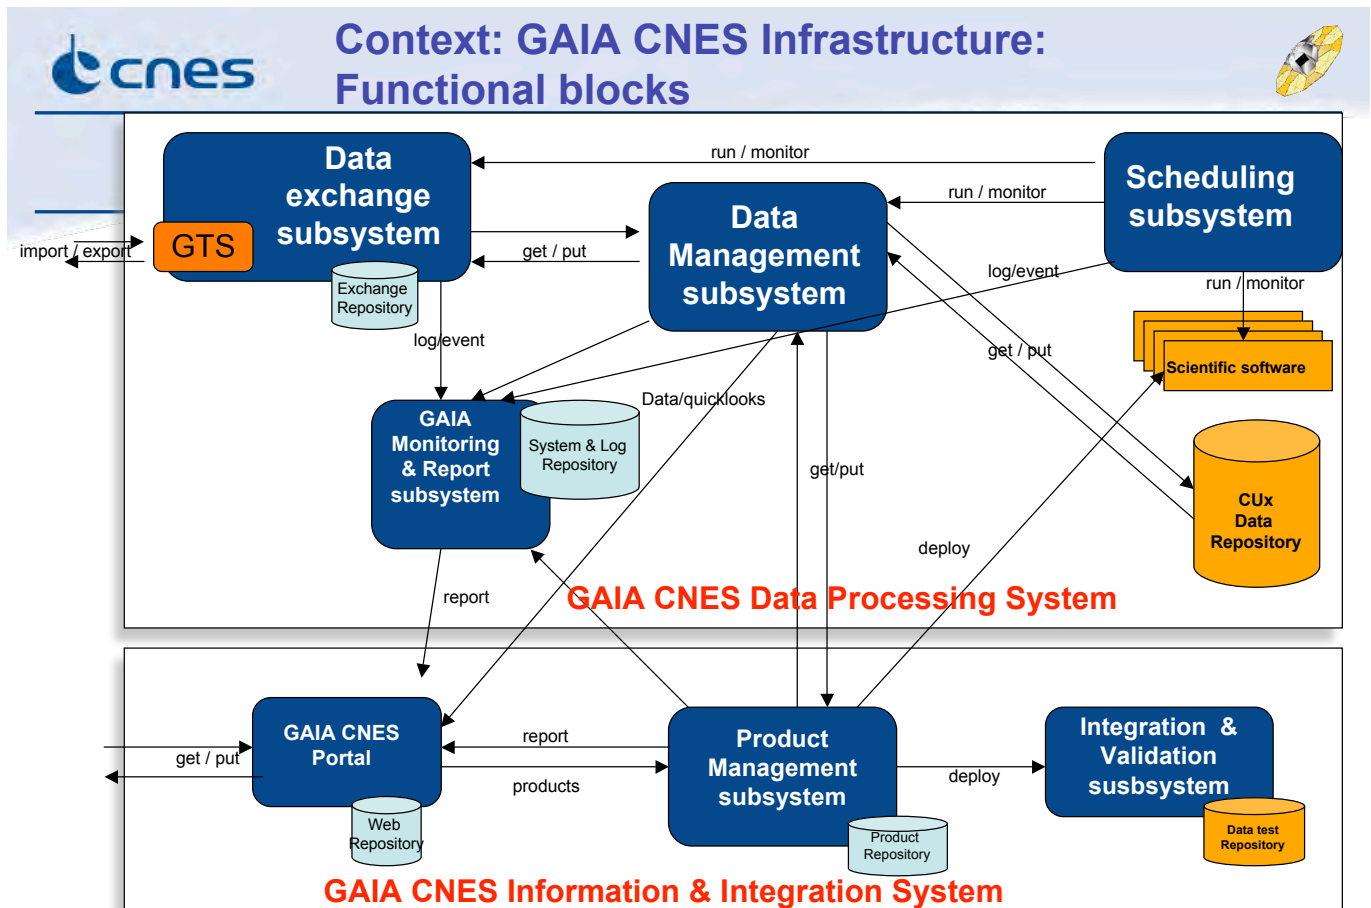 cnes
Context: GAIA CNES Infrastructure:
Functional blocks
Data
exchange
subsystem
GTS
import / export
Exchange
Repository
run / monitor
run / monitor
Scheduling
subsystem
Data
Management
subsystem
get / put
log/event
log/event
run / monitor
get / put
Scientific software
GAIA
Monitoring
& Report
subsystem
System & Log
Repository
Data/quicklooks
get/put
CUx
Data
Repository
deploy
report
GAIA CNES Data Processing System
GAIA CNES
Portal
get / put
Web
Repository
report
products
Product
Management
subsystem
Product
Repository
deploy
Integration &
Validation
susbsystem
Data test
Repository
GAIA CNES Information & Integration System